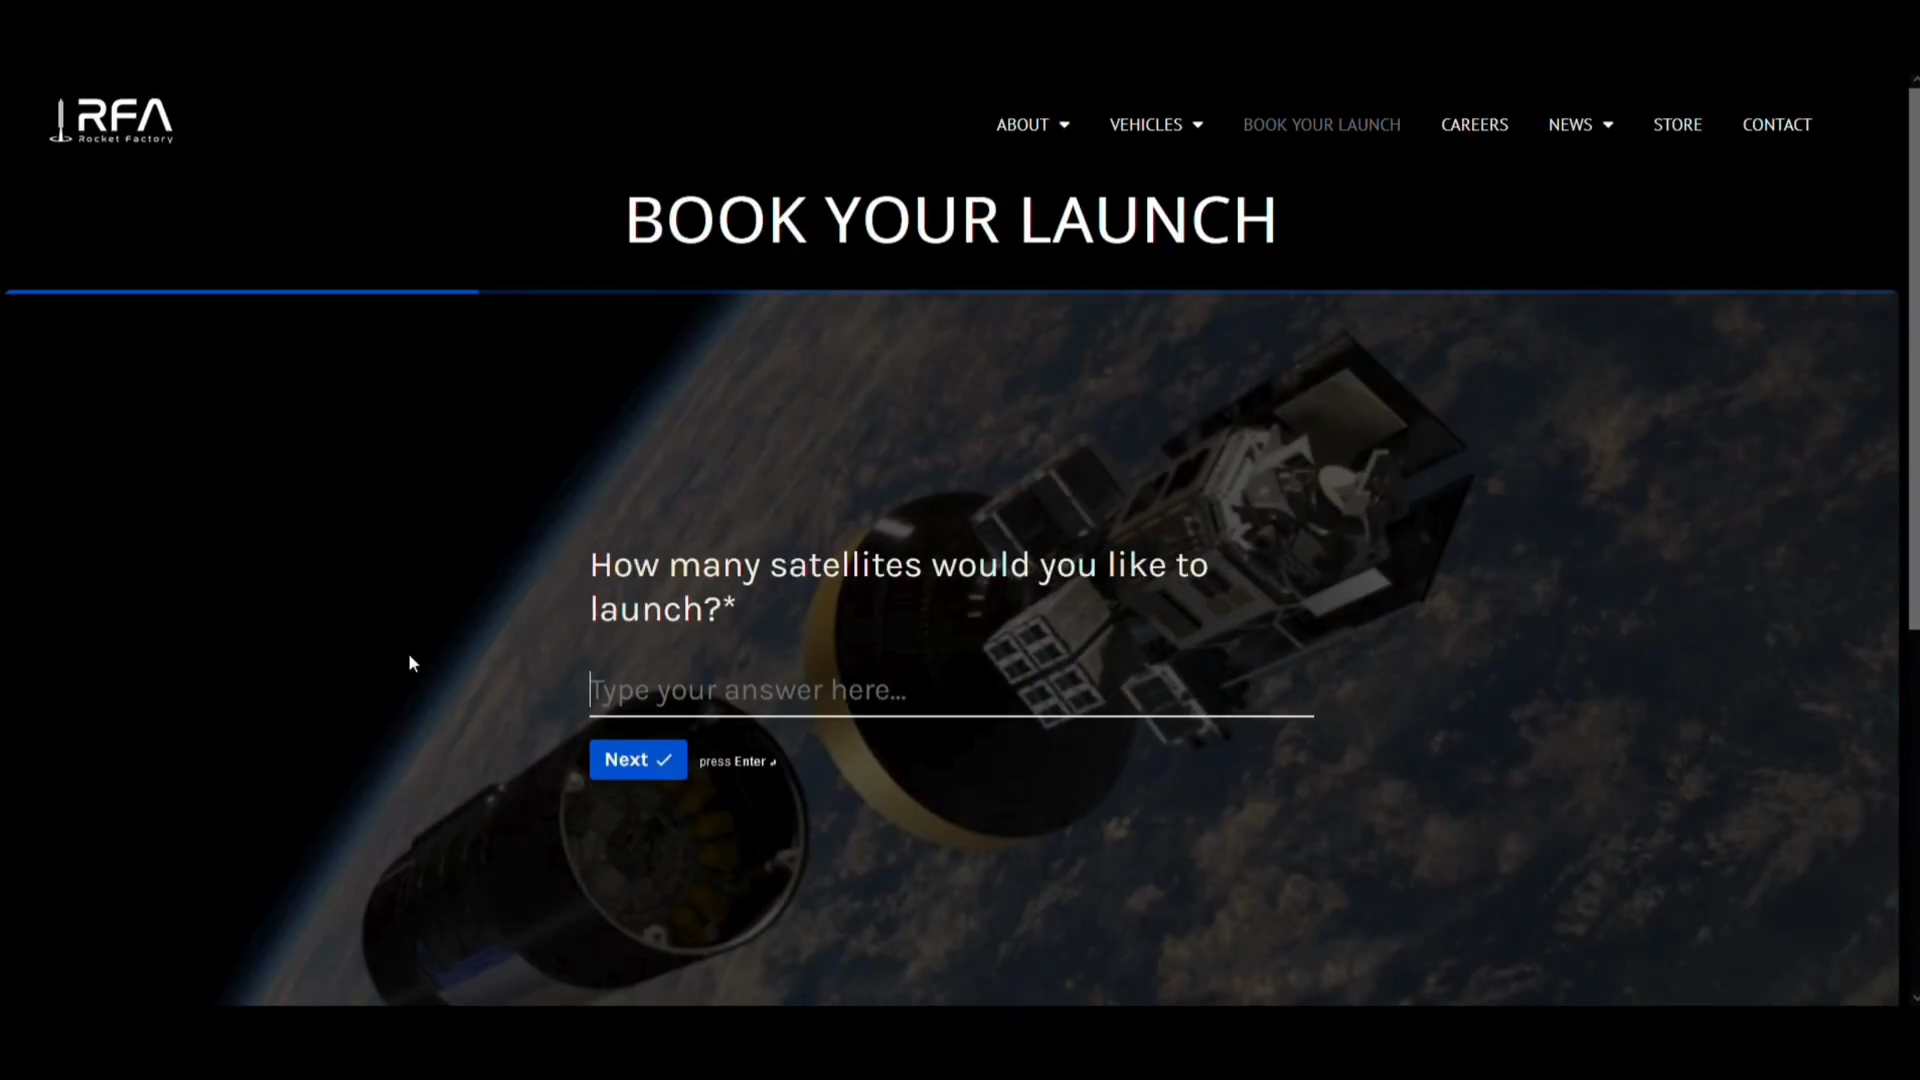 RFA
Rocket Factory
ABOUT
VEHICLES
BOOK YOUR LAUNCH
CAREERS
NEWS
STORE
CONTACT
BOOK YOUR LAUNCH
How many satellites would you like to
launch?*
Type your answer here...
Next
press Enter ↵